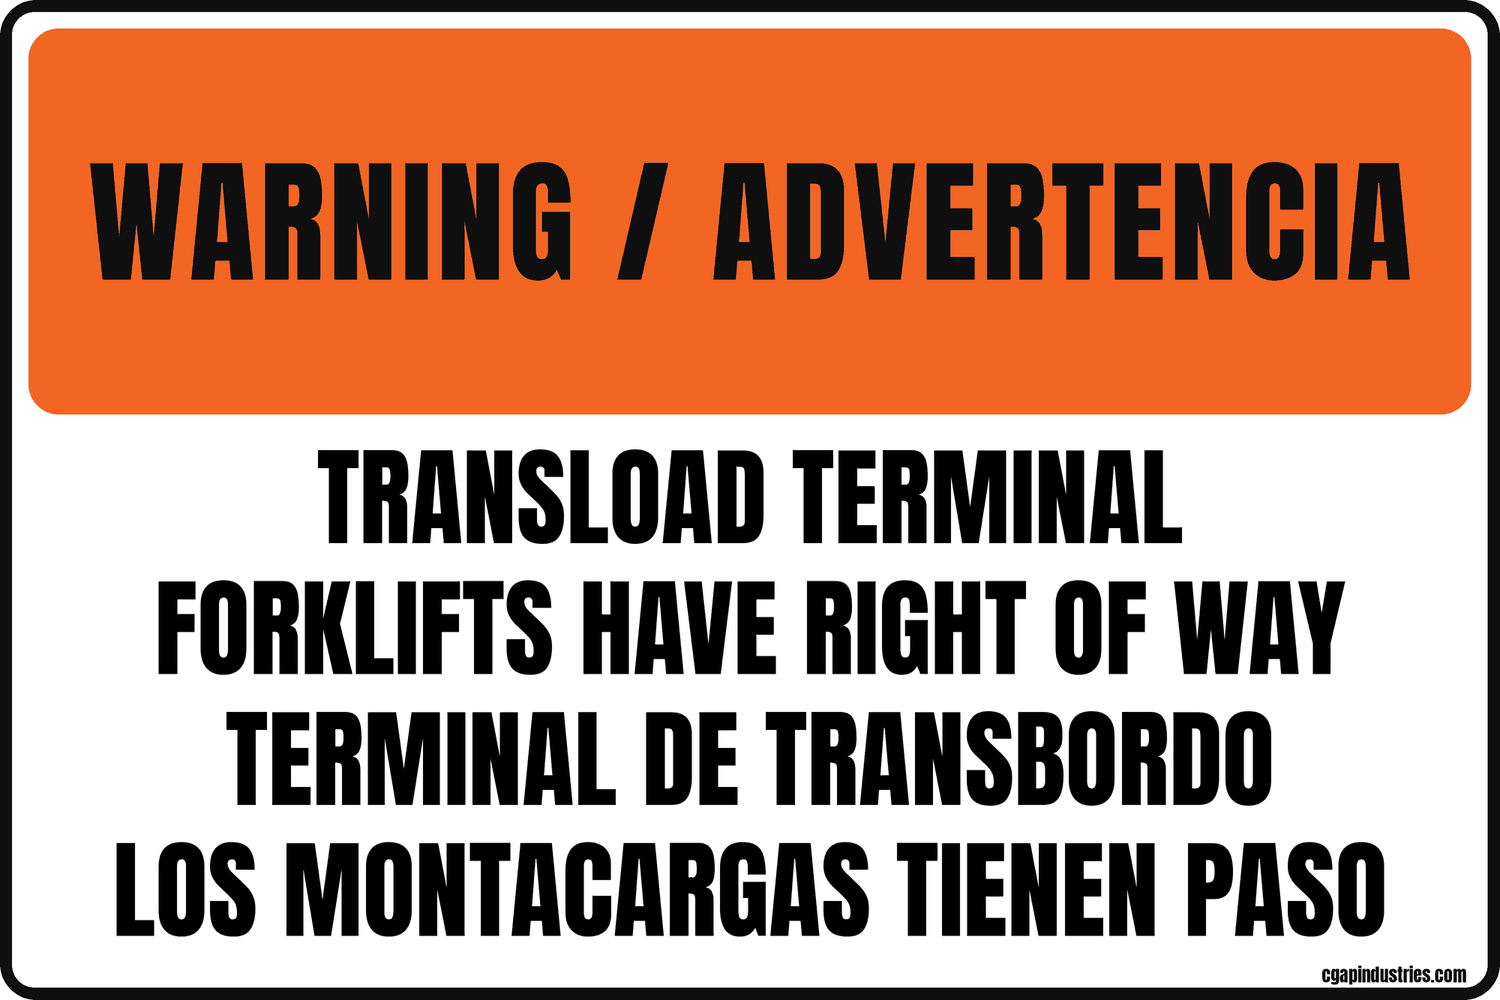 WARNING / ADVERTENCIA
TRANSLOAD TERMINAL
FORKLIFTS HAVE RIGHT OF WAY
TERMINAL DE TRANSBORDO
LOS MONTACARGAS TIENEN PASO
cgapindustries.com